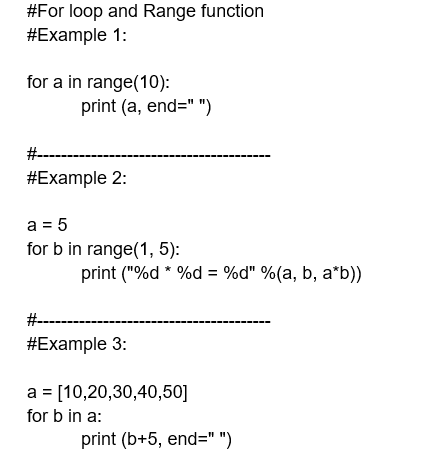 #For loop and Range function
#Example 1:
for a in range(10):
print (a, end=" ")
#---------------------------------------
#Example 2:
a = 5
for b in range(1, 5):
print ("%d * %d = %d" %(a, b, a*b))
#---------------------------------------
#Example 3:
a = [10,20,30,40,50]
for b in a:
print (b+5, end=" ")